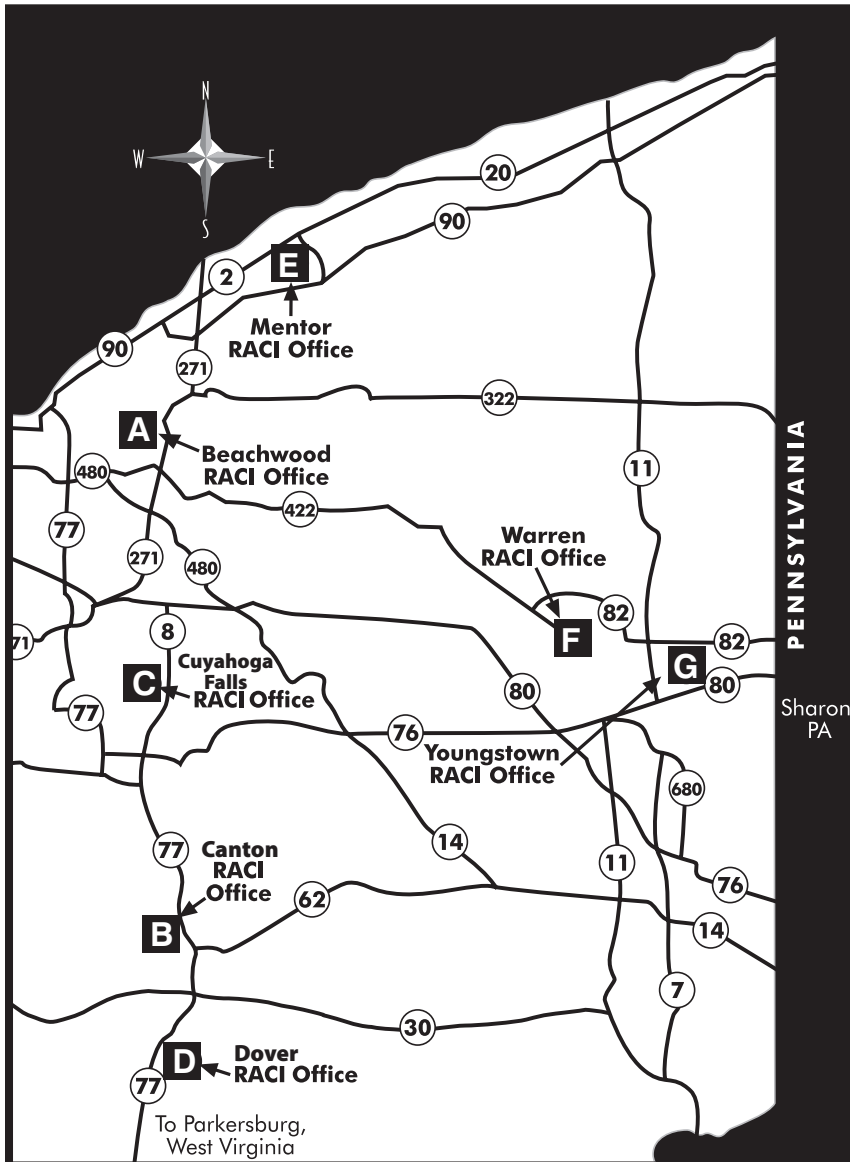 N
W
E
S
20
90
2
E
Mentor
RACI Office
90
271
322
A
Beachwood
RACI Office
11
480
422
77
Warren
RACI Office
271
480
82
PENNSYLVANIA
F
82
71
8
G
C
Cuyahoga
Falls
RACI Office
80
80
77
Sharon
PA
76
Youngstown
RACI Office
680
77
14
Canton
RACI
Office
11
76
62
B
14
7
30
D
Dover
RACI Office
77
To Parkersburg,
West Virginia